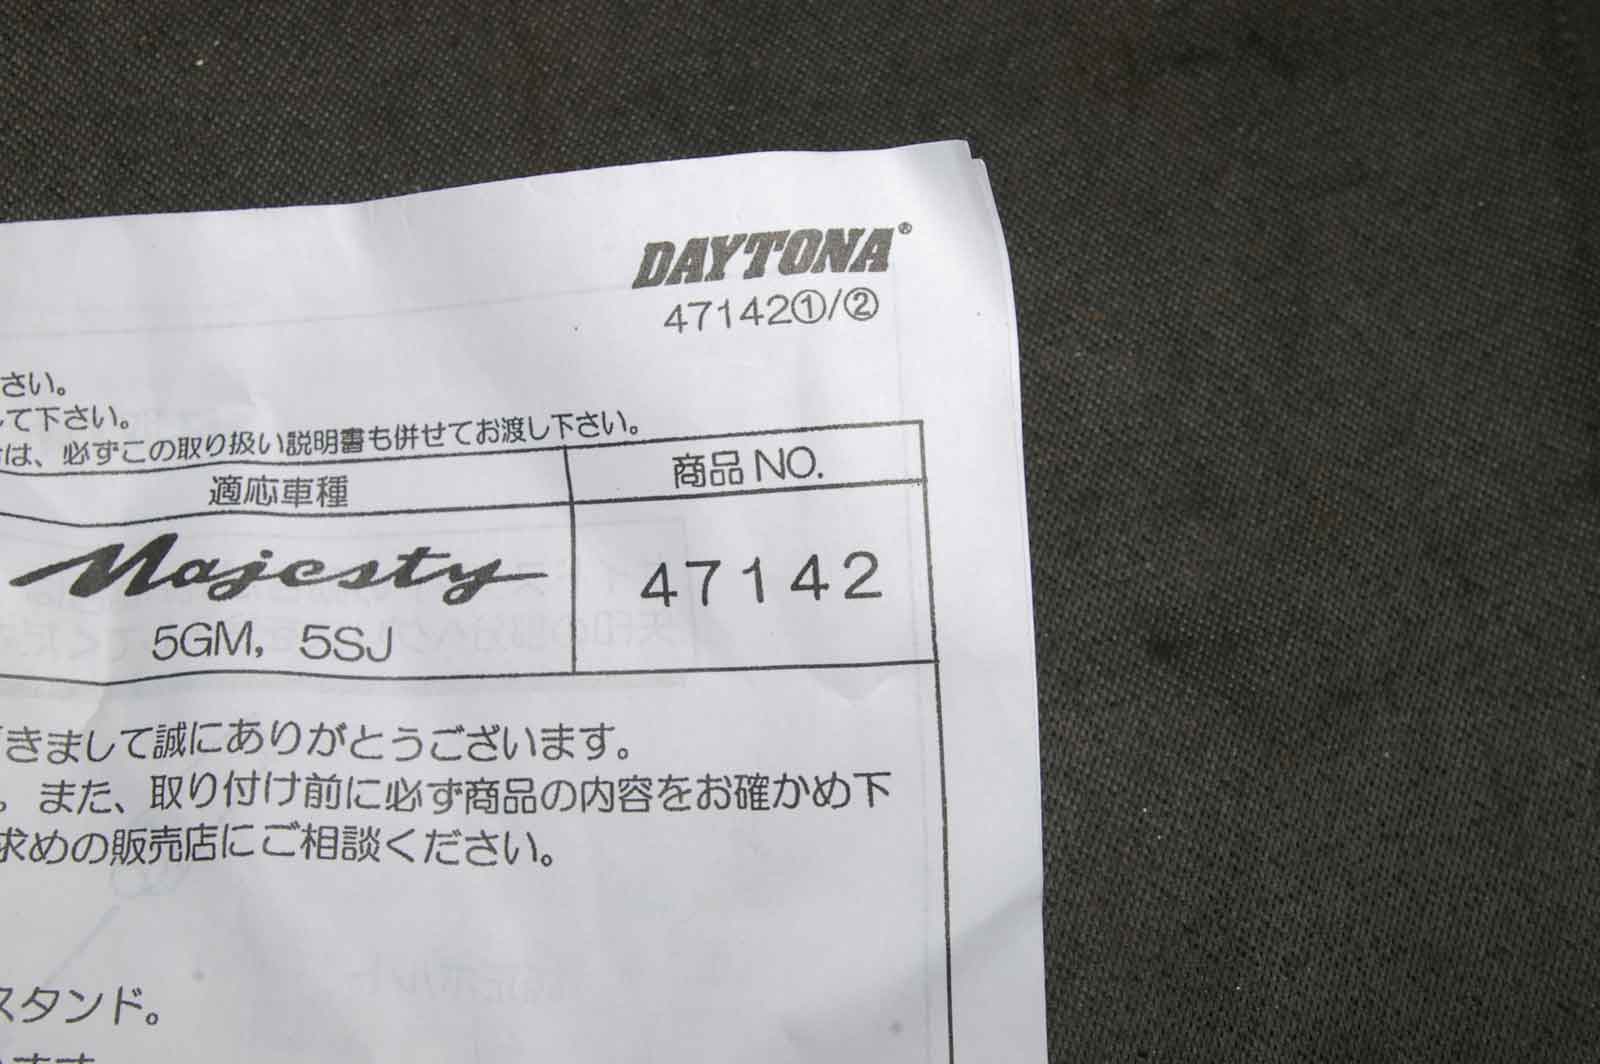 DAYTONA®
47142①/②
さい。
して下さい。
は、必ずこの取り扱い説明書も併せてお渡し下さい。
適応車種
商品NO.
Majesty
47142
5GM, 5SJ
きまして誠にありがとうございます。
。また、取り付け前に必ず商品の内容をお確かめ下
求めの販売店にご相談ください。
スタンド。